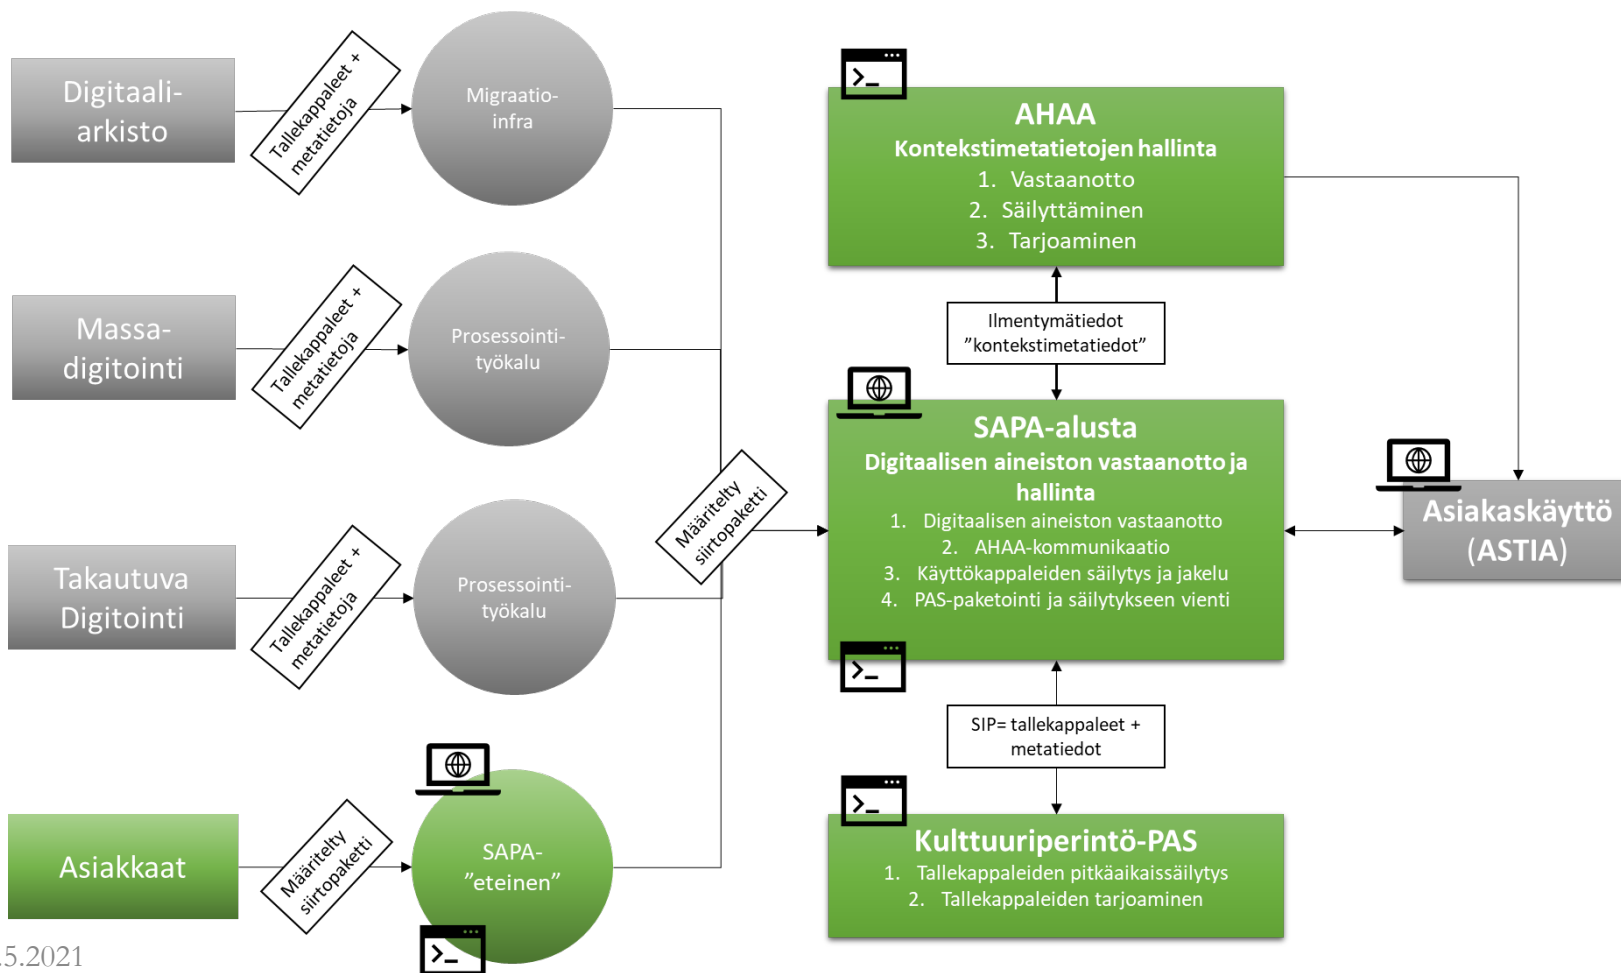 Digitaali-
arkisto
Tallekappaleet +
metatietoja
Migraatio-
infra
Massa-
digitointi
Tallekappaleet +
metatietoja
Prosessointi-
työkalu
Takautuva
Digitointi
Tallekappaleet +
metatietoja
Prosessointi-
työkalu
Asiakkaat
Määritelty
siirtopaketti
SAPA-
”eteinen”
Määritelty
siirtopaketti
AHAA
Kontekstimetatietojen hallinta
1. Vastaanotto
2. Säilyttäminen
3. Tarjoaminen
Ilmentymätiedot
”kontekstimetatiedot”
SAPA-alusta
Digitaalisen aineiston vastaanotto ja
hallinta
1. Digitaalisen aineiston vastaanotto
2. AHAA-kommunikaatio
3. Käyttökappaleiden säilytys ja jakelu
4. PAS-paketointi ja säilytykseen vienti
SIP= tallekappaleet +
metatiedot
Kulttuuriperintö-PAS
1. Tallekappaleiden pitkäaikaissäilytys
2. Tallekappaleiden tarjoaminen
Asiakaskäyttö
(ASTIA)
.5.2021